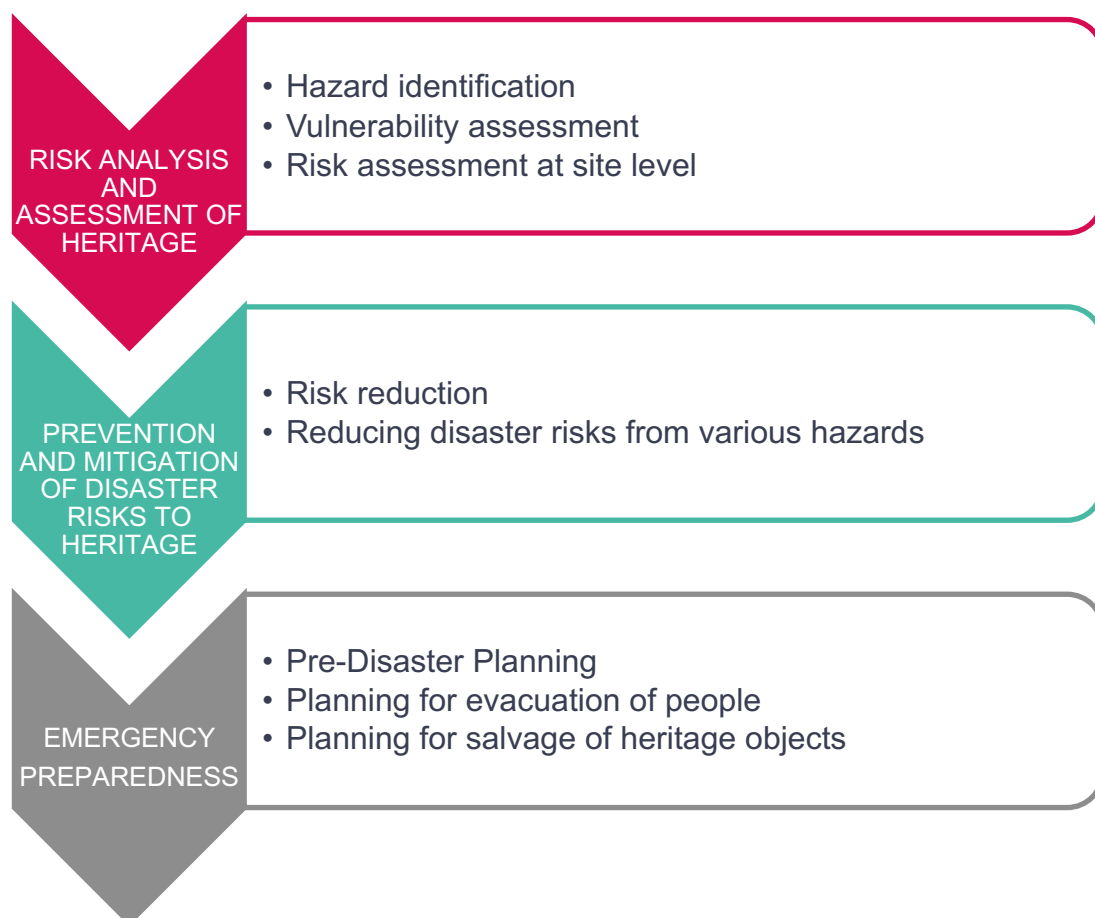 RISK ANALYSIS
AND
ASSESSMENT OF
HERITAGE
• Hazard identification
• Vulnerability assessment
• Risk assessment at site level
PREVENTION
AND MITIGATION
OF DISASTER
RISKS TO
HERITAGE
• Risk reduction
• Reducing disaster risks from various hazards
EMERGENCY
PREPAREDNESS
• Pre-Disaster Planning
• Planning for evacuation of people
• Planning for salvage of heritage objects